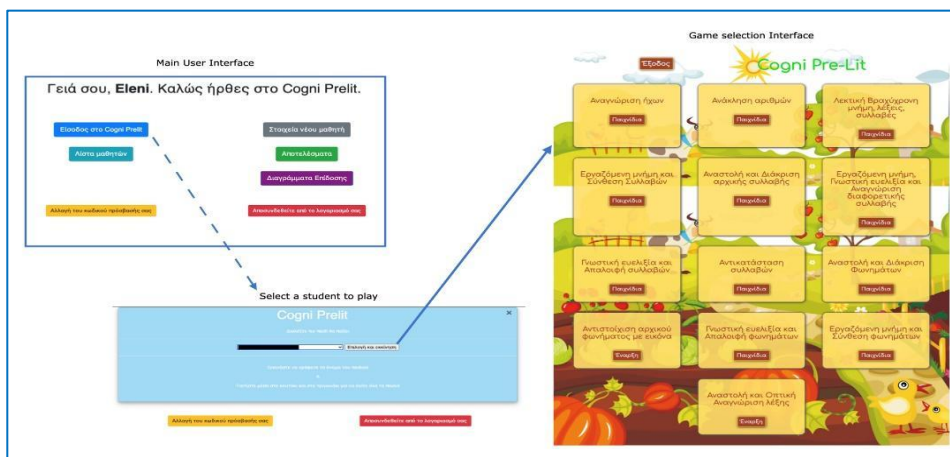 Main User Interface
Γειά σου, Eleni. Καλώς ήρθες στο Cogni Prelit.
Είσοδος στο Cogni Prelit
Στοιχεία νέου μαθητή
Λίστα μαθητών
Αποτελέσματα
Διαγράμματα Επίδοσης
Αλλαγή του κωδικού πρόσβασής σας
Αποσυνδεθείτε από το λογαριασμό σας
Select a student to play
Cogni Prelit
×
Επιλογή και εκκίνηση
Αλλαγή του κωδικού πρόσβασής σας
Αποσυνδεθείτε από το λογαριασμό σας
Game selection Interface
Έξοδος
Cogni Pre-Lit
Αναγνώριση ήχων
Παιχνίδια
Ανάκληση αριθμών
Παιχνίδια
Λεκτική Βραχύχρονη
μνήμη, λέξεις,
συλλαβές
Παιχνίδια
Εργαζόμενη μνήμη και
Σύνθεση Συλλαβών
Παιχνίδια
Αναστολή και Διάκριση
αρχικής συλλαβής
Παιχνίδια
Εργαζόμενη μνήμη,
Γνωστική ευελιξία και
Αναγνώριση
διαφορετικής
συλλαβής
Παιχνίδια
Γνωστική ευελιξία και
Απαλοιφή συλλαβών
Παιχνίδια
Αντικατάσταση
συλλαβών
Παιχνίδια
Αναστολή και Διάκριση
Φωνημάτων
Παιχνίδια
Αντιστοίχιση αρχικού
φωνήματος με εικόνα
Έναρξη
Γνωστική ευελιξία και
Απαλοιφή φωνημάτων
Παιχνίδια
Εργαζόμενη μνήμη και
Σύνθεση φωνημάτων
Παιχνίδια
Αναστολή και Οπτική
Αναγνώριση λέξης
Έναρξη